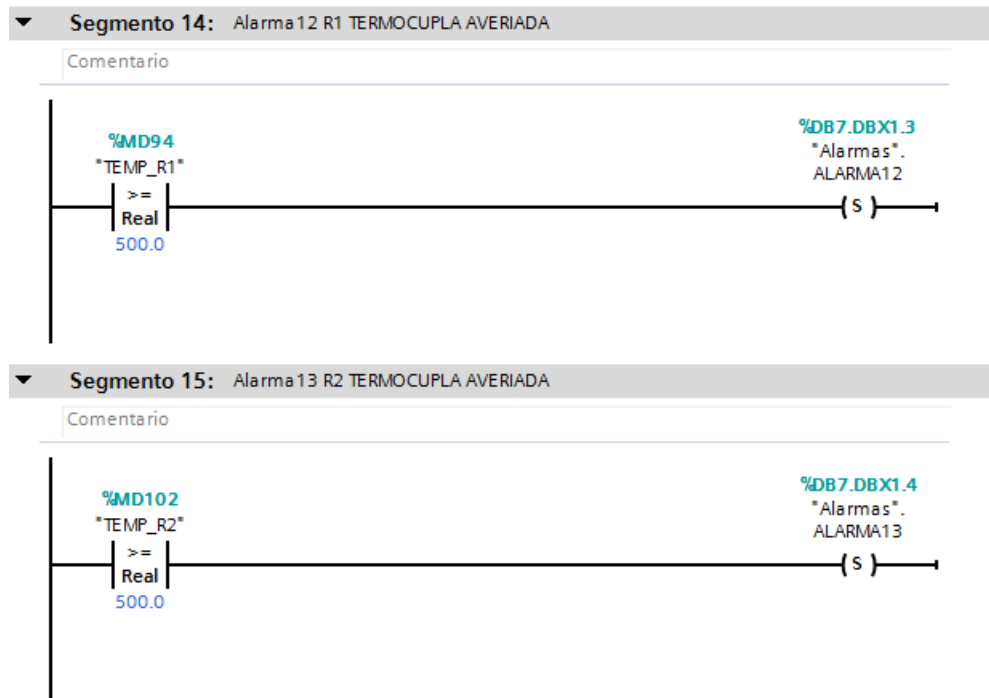 Segmento 14: Alarma12 R1 TERMOCUPLA AVERIADA
Comentario
%MD94
"TEMP_R1"
>=
Real
500.0
%DB7.DBX1.3
"Alarmas".
ALARMA12
S
Segmento 15: Alarma13 R2 TERMOCUPLA AVERIADA
Comentario
%MD102
"TEMP_R2"
>=
Real
500.0
%DB7.DBX1.4
"Alarmas".
ALARMA13
S